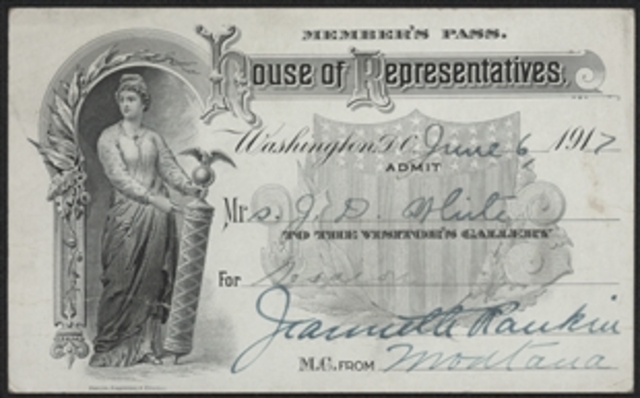 MEMBER'S PASS.
House of Representatives.
Washington, D.C. June 6, 1917
ADMIT
Mrs. J. D. White
TO THE VISITOR'S GALLERY
For
Jeannette Rankin
M.C. FROM Montana